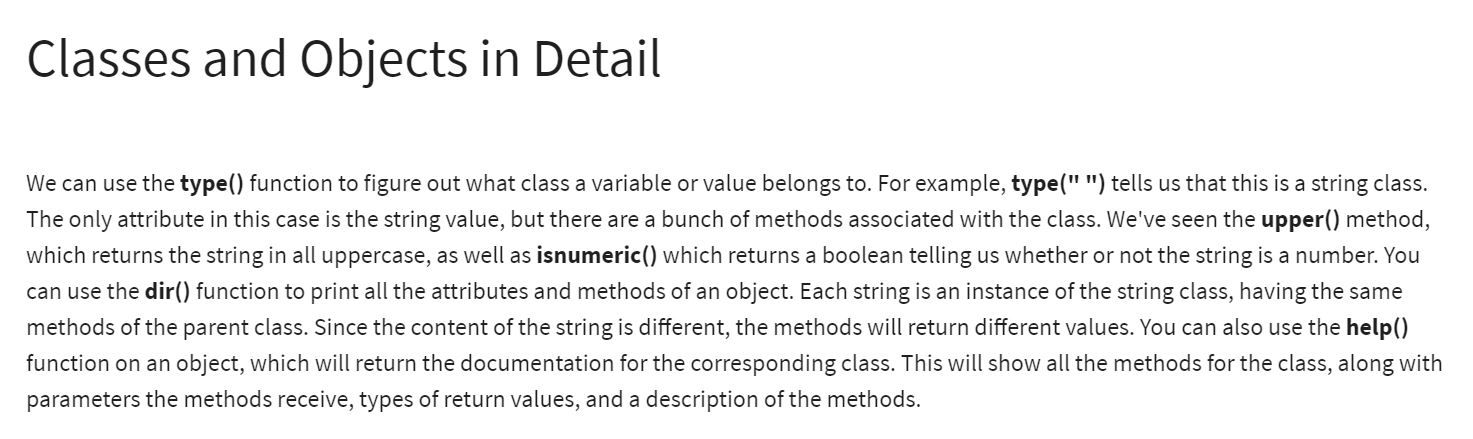 Classes and Objects in Detail
We can use the type() function to figure out what class a variable or value belongs to. For example, type(" ") tells us that this is a string class.
The only attribute in this case is the string value, but there are a bunch of methods associated with the class. We've seen the upper() method,
which returns the string in all uppercase, as well as isnumeric() which returns a boolean telling us whether or not the string is a number. You
can use the dir() function to print all the attributes and methods of an object. Each string is an instance of the string class, having the same
methods of the parent class. Since the content of the string is different, the methods will return different values. You can also use the help()
function on an object, which will return the documentation for the corresponding class. This will show all the methods for the class, along with
parameters the methods receive, types of return values, and a description of the methods.